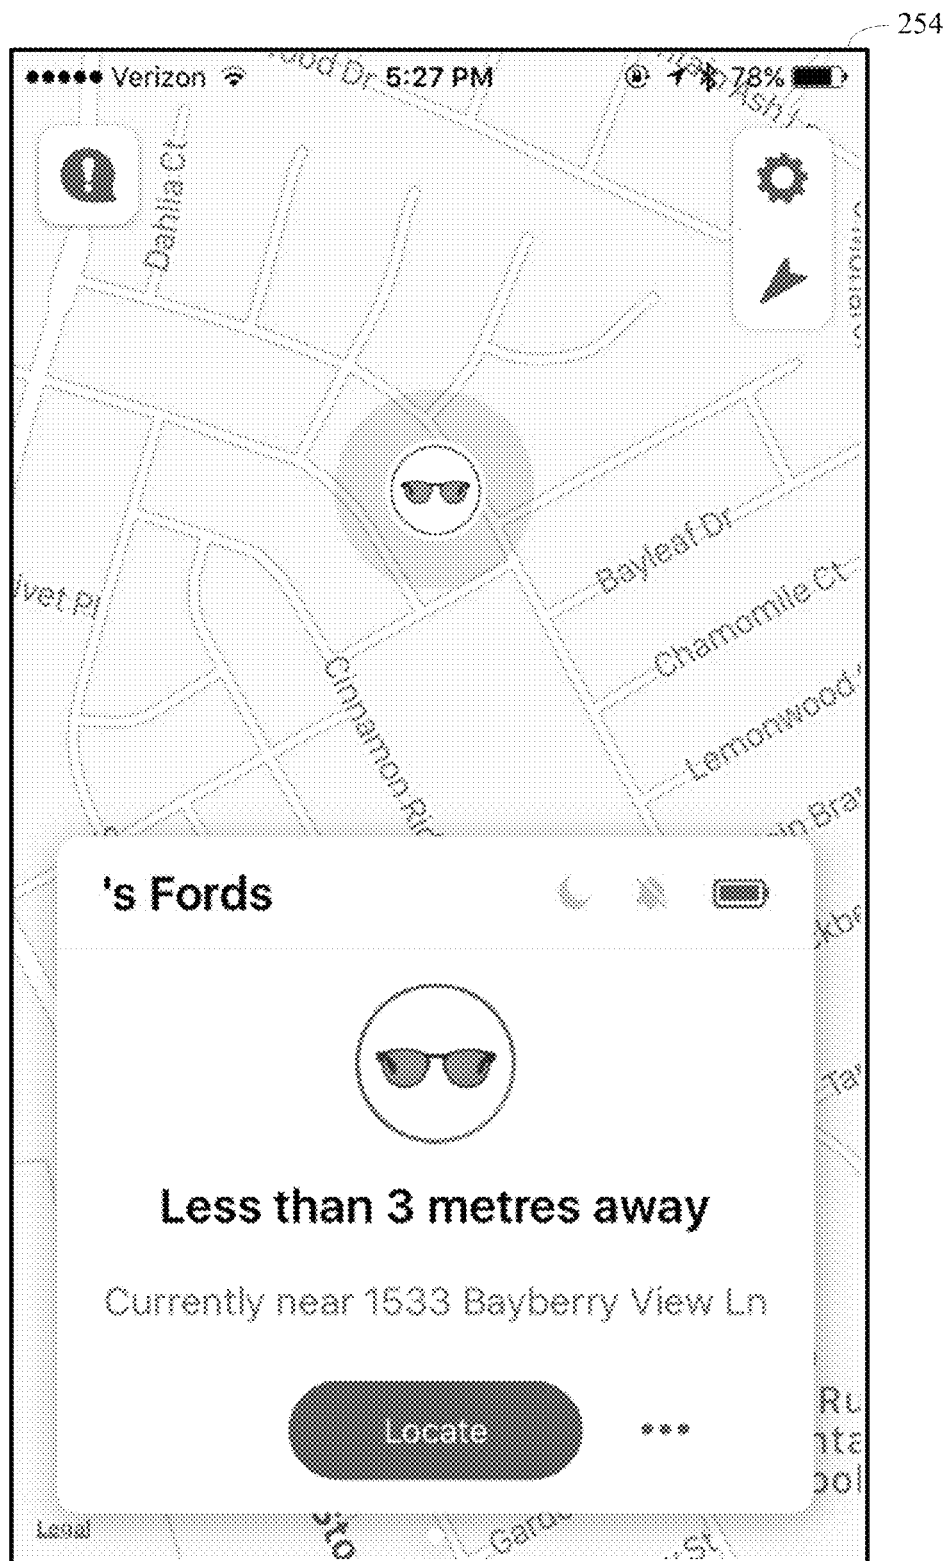 254
Verizon 5:27 PM 78%
Dahlia Ct
Bayleaf Dr
Chamomile Ct
Lemonwood
Cinnamon
's Fords
Less than 3 metres away
Currently near 1533 Bayberry View Ln
Locate
Legal
St